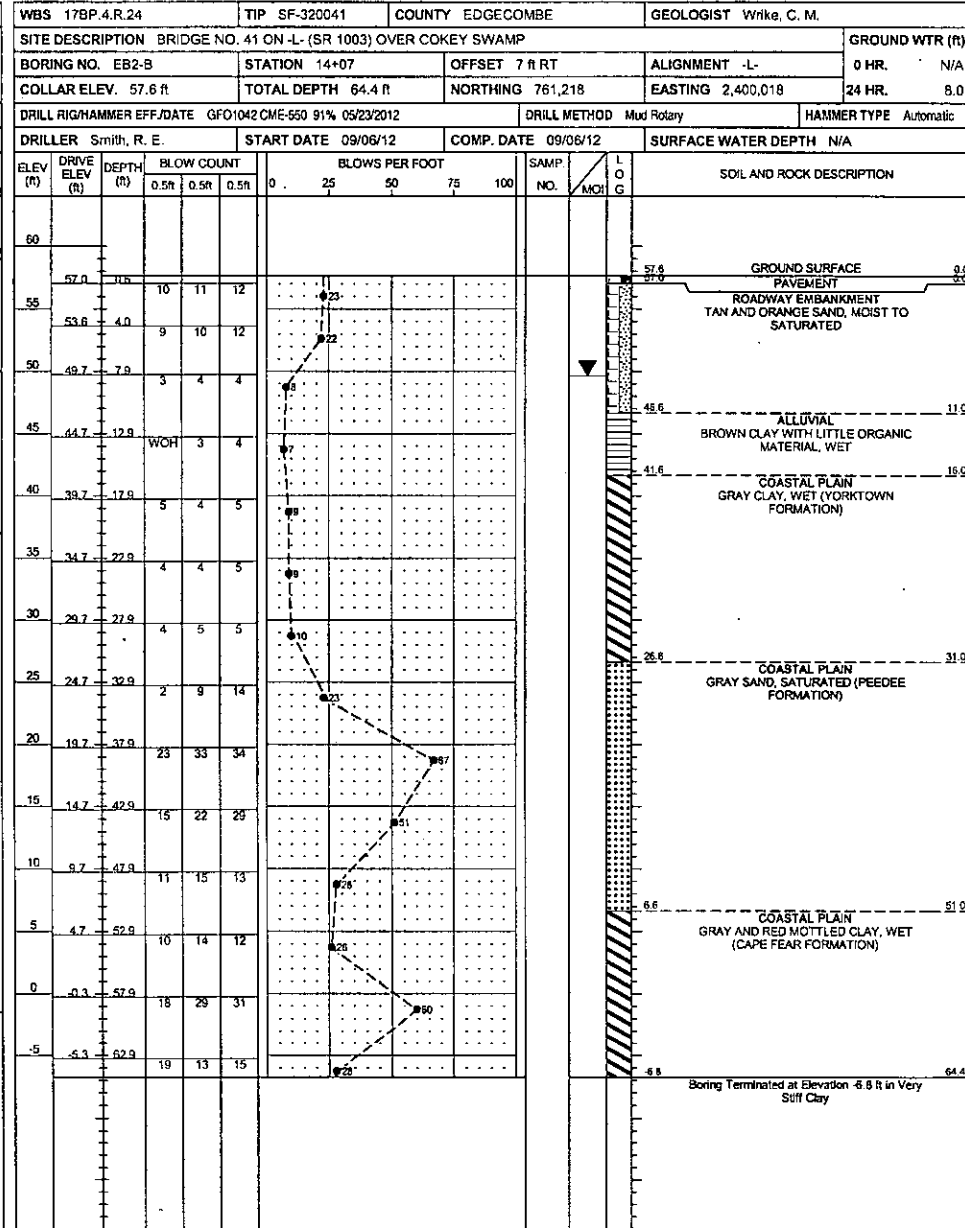 WBS 17BP.4.R.24 TIP SF-320041 COUNTY EDGECOMBE GEOLOGIST Wrike, C. M.
SITE DESCRIPTION BRIDGE NO. 41 ON -L- (SR 1003) OVER COKEY SWAMP GROUND WTR (ft)
BORING NO. EB2-B STATION 14+07 OFFSET 7 ft RT ALIGNMENT -L- 0 HR. N/A
COLLAR ELEV. 57.6 ft TOTAL DEPTH 64.4 ft NORTHING 761,218 EASTING 2,400,018 24 HR. 8.0
DRILL RIG/HAMMER EFF./DATE GFO1042 CME-550 91% 05/23/2012 DRILL METHOD Mud Rotary HAMMER TYPE Automatic
DRILLER Smith, R. E. START DATE 09/06/12 COMP. DATE 09/06/12 SURFACE WATER DEPTH N/A
ELEV (ft) DRIVE ELEV (ft) DEPTH (ft) BLOW COUNT BLOWS PER FOOT SAMP. NO. MOI LOG SOIL AND ROCK DESCRIPTION
0.5ft 0.5ft 0.5ft 0 25 50 75 100
60
57.6 GROUND SURFACE 0.0
57.0 0.6 57.0 PAVEMENT
10 11 12 23 ROADWAY EMBANKMENT
55 TAN AND ORANGE SAND, MOIST TO
53.6 4.0 SATURATED
9 10 12 22
50
49.7 7.9
3 4 4 8
46.6 11.0
45 ALLUVIAL
44.7 12.9 BROWN CLAY WITH LITTLE ORGANIC
WOH 3 4 7 MATERIAL, WET
41.6 16.0
40 COASTAL PLAIN
39.7 17.9 GRAY CLAY, WET (YORKTOWN
5 4 5 9 FORMATION)
35
34.7 22.9
4 4 5 9
30
29.7 27.9
4 5 5 10
26.6 31.0
25 COASTAL PLAIN
24.7 32.9 GRAY SAND, SATURATED (PEEDEE
2 9 14 23 FORMATION)
20
19.7 37.9
23 33 34 67
15
14.7 42.9
15 22 29 51
10
9.7 47.9
11 15 13 28
6.6 51.0
5 COASTAL PLAIN
4.7 52.9 GRAY AND RED MOTTLED CLAY, WET
10 14 12 26 (CAPE FEAR FORMATION)
0
-0.3 57.9
18 29 31 60
-5
-5.3 62.9
19 13 15 28
-6.8 64.4
Boring Terminated at Elevation -6.8 ft in Very
Stiff Clay